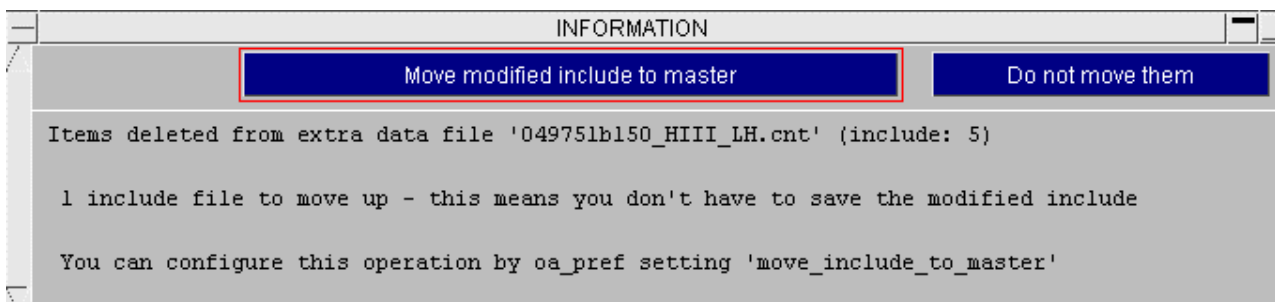 INFORMATION
Move modified include to master
Do not move them
Items deleted from extra data file '049751b150_HIII_LH.cnt' (include: 5)
1 include file to move up - this means you don't have to save the modified include
You can configure this operation by oa_pref setting 'move_include_to_master'